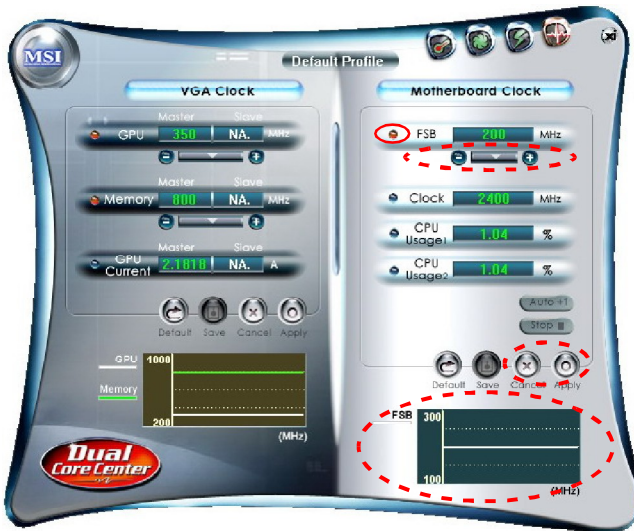 MSI
Default Profile
VGA Clock
Master Slave
GPU 350 NA. MHz
Master Slave
Memory 800 NA. MHz
Master Slave
GPU Current 2.1818 NA. A
Default Save Cancel Apply
GPU
Memory
1000
200
(MHz)
Dual
Core Center
Motherboard Clock
FSB 200 MHz
Clock 2400 MHz
CPU Usage1 1.04 %
CPU Usage2 1.04 %
Auto +1
Stop
Default Save Cancel Apply
FSB
300
100
(MHz)